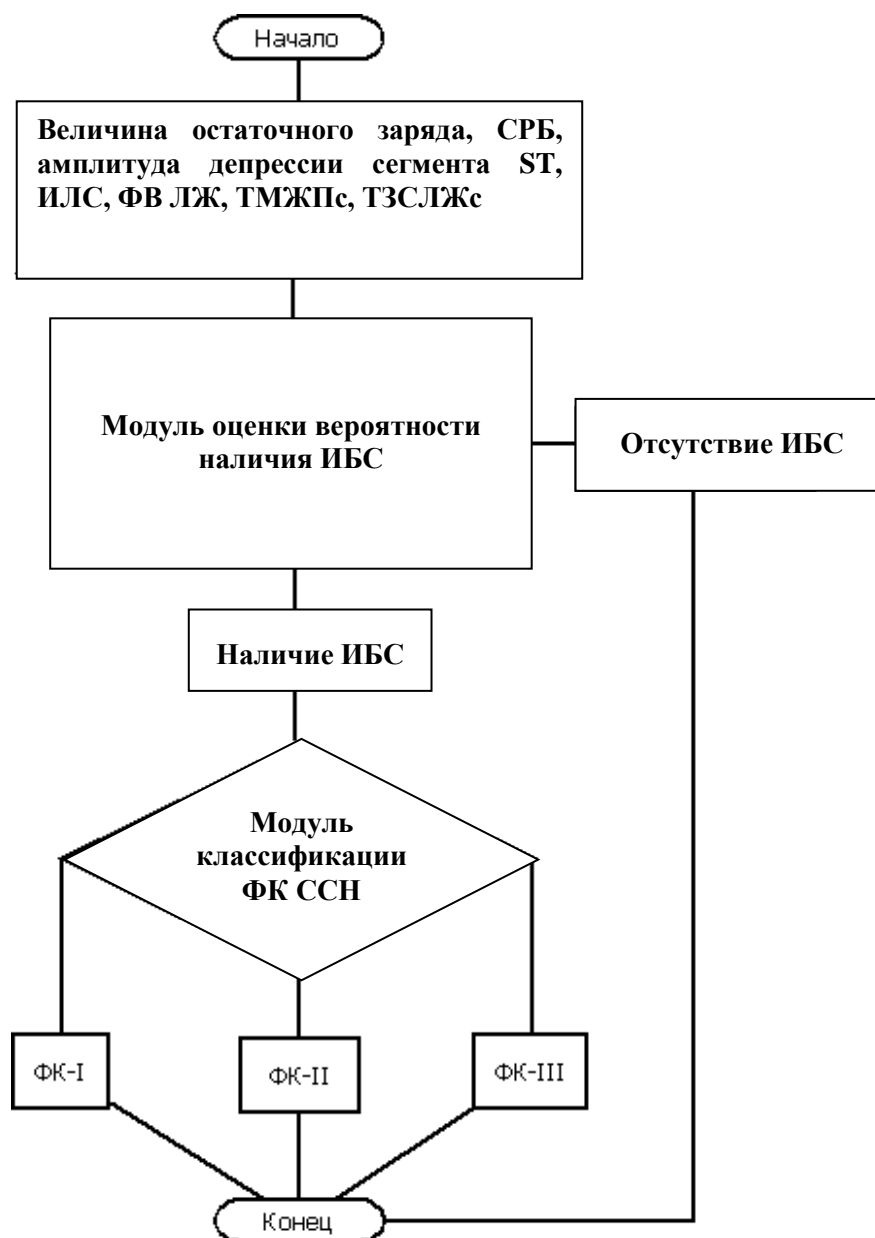 Начало
Величина остаточного заряда, СРБ,
амплитуда депрессии сегмента ST,
ИЛС, ФВ ЛЖ, ТМЖПс, ТЗСЛЖс
Модуль оценки вероятности
наличия ИБС
Отсутствие ИБС
Наличие ИБС
Модуль
классификации
ФК ССН
ФК-I
ФК-II
ФК-III
Конец